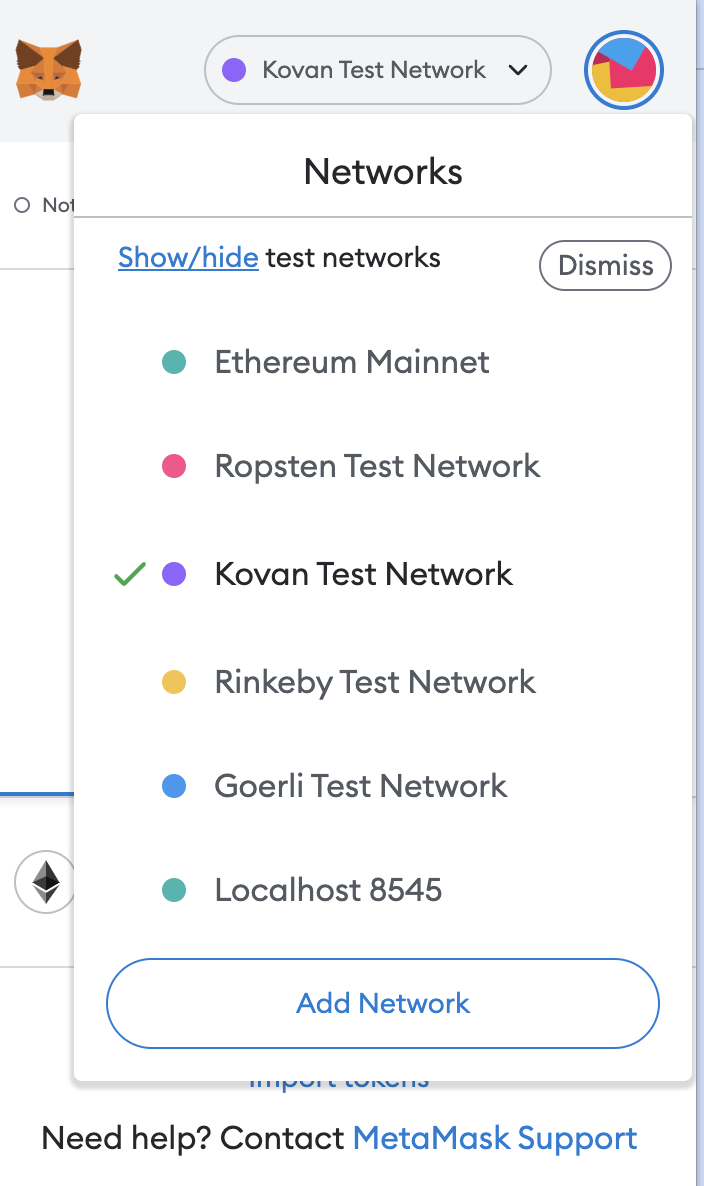 Kovan Test Network
Networks
Not
Show/hide test networks
Dismiss
Ethereum Mainnet
Ropsten Test Network
Kovan Test Network
Rinkeby Test Network
Goerli Test Network
Localhost 8545
Add Network
Import tokens
Need help? Contact MetaMask Support